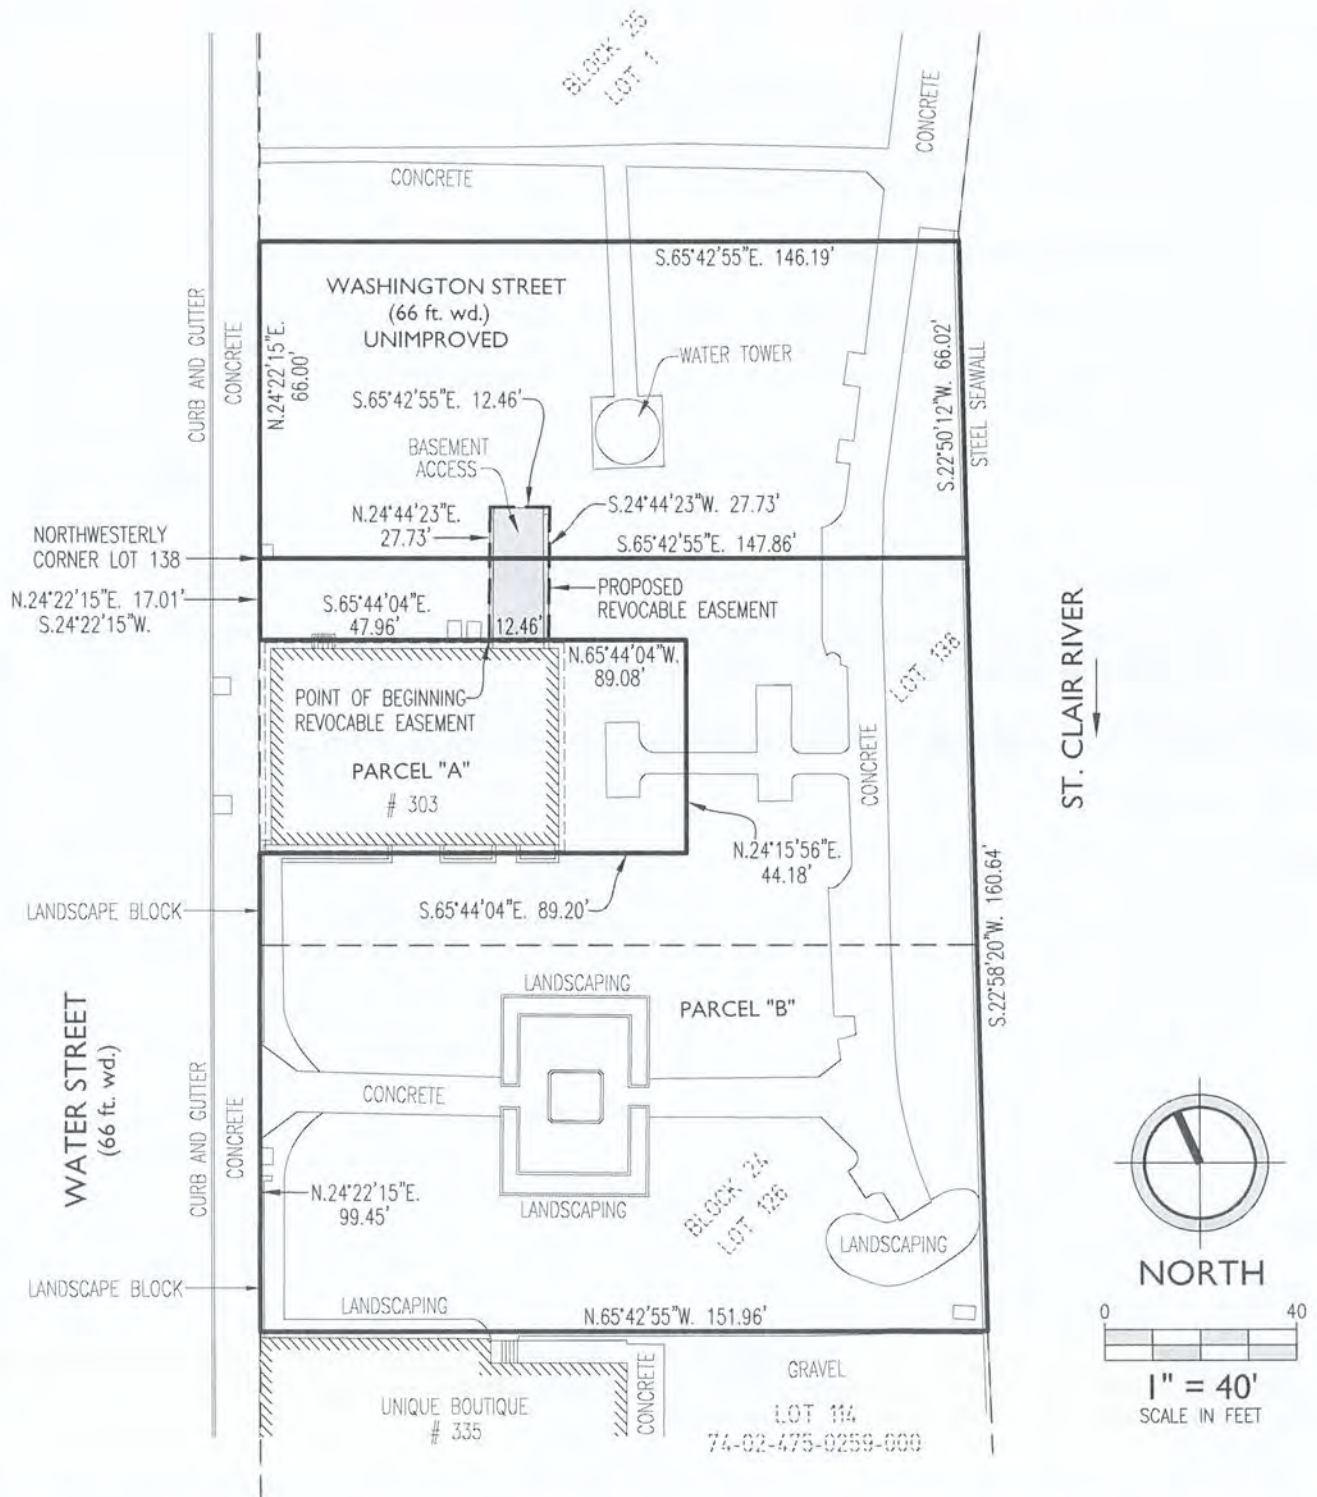 BLOCK 25
LOT 1
CONCRETE
CONCRETE
S.65°42'55"E. 146.19'
WASHINGTON STREET
(66 ft. wd.)
UNIMPROVED
CURB AND GUTTER
CONCRETE
N.24°22'15"E.
66.00'
WATER TOWER
S.22°50'12"W. 66.02'
STEEL SEAWALL
S.65°42'55"E. 12.46'
BASEMENT
ACCESS
N.24°44'23"E.
27.73'
S.24°44'23"W. 27.73'
S.65°42'55"E. 147.86'
NORTHWESTERLY
CORNER LOT 138
N.24°22'15"E. 17.01'
S.24°22'15"W.
S.65°44'04"E.
47.96'
12.46'
PROPOSED
REVOCABLE EASEMENT
N.65°44'04"W.
89.08'
LOT 138
ST. CLAIR RIVER
POINT OF BEGINNING
REVOCABLE EASEMENT
PARCEL "A"
# 303
CONCRETE
N.24°15'56"E.
44.18'
LANDSCAPE BLOCK
S.65°44'04"E. 89.20'
S.22°58'20"W. 160.64'
LANDSCAPING
PARCEL "B"
WATER STREET
(66 ft. wd.)
CURB AND GUTTER
CONCRETE
CONCRETE
N.24°22'15"E.
99.45'
LANDSCAPING
BLOCK 24
LOT 126
LANDSCAPING
NORTH
LANDSCAPE BLOCK
LANDSCAPING
N.65°42'55"W. 151.96'
0 40
1" = 40'
SCALE IN FEET
UNIQUE BOUTIQUE
# 335
CONCRETE
GRAVEL
LOT 114
74-02-475-0259-000